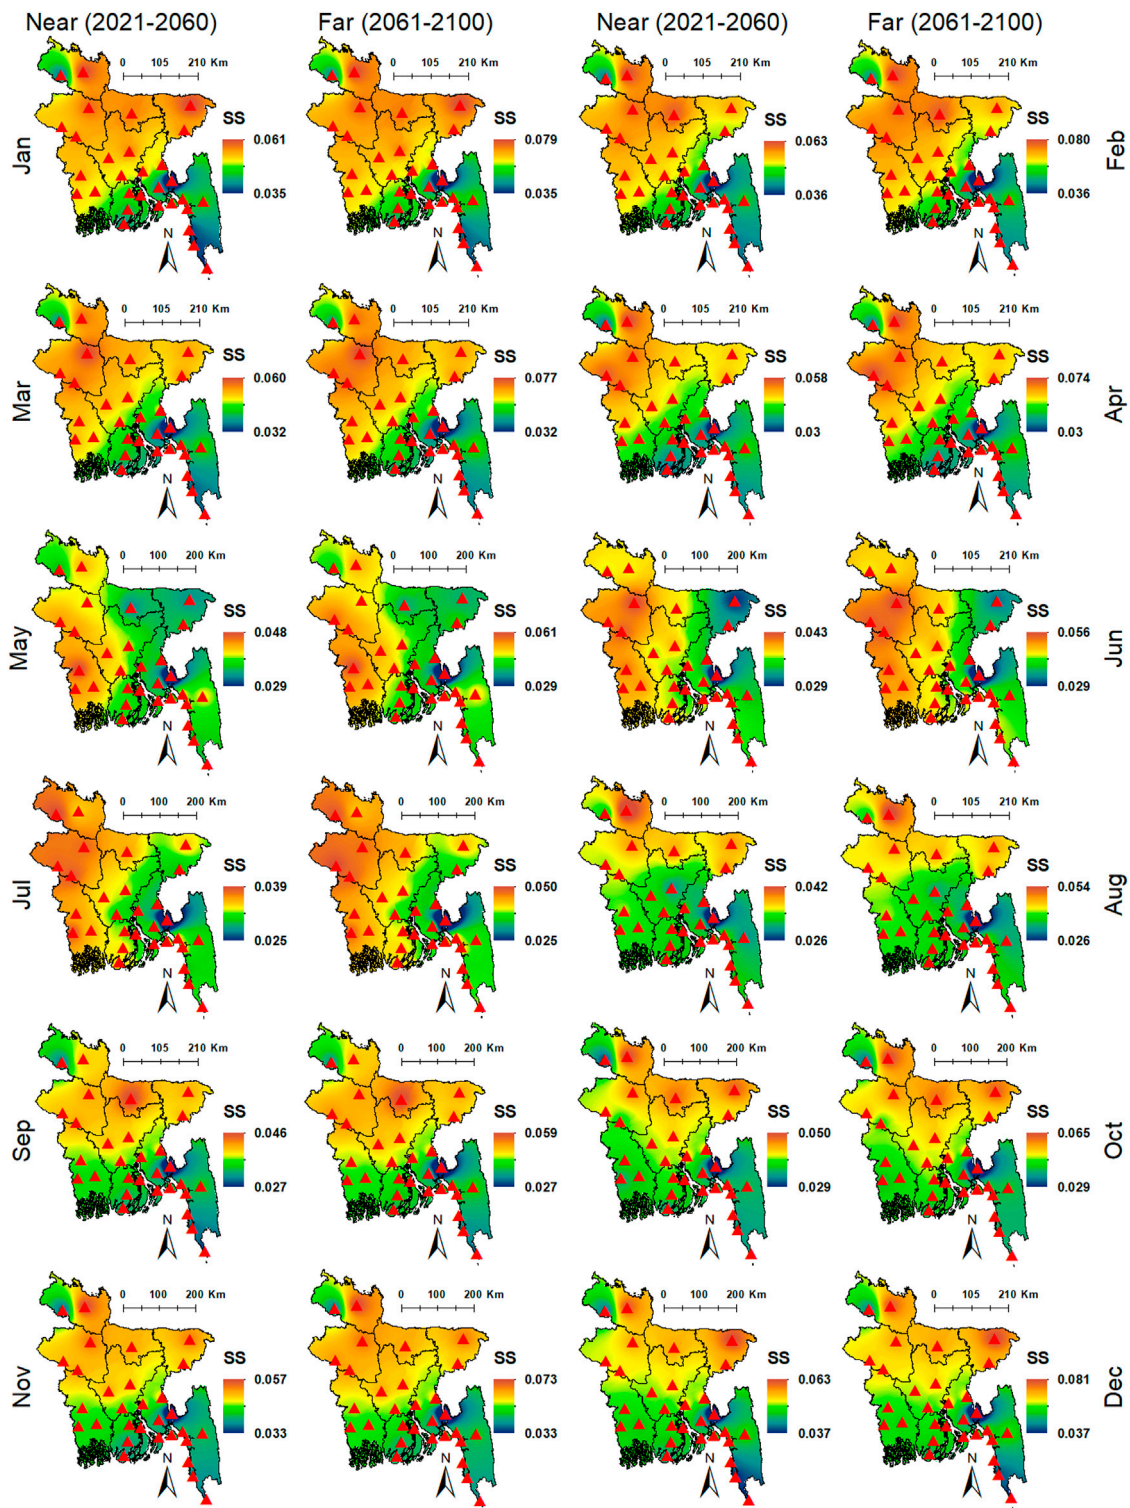 Near (2021-2060) Far (2061-2100) Near (2021-2060) Far (2061-2100)
0 105 210 Km 0 105 210 Km 0 105 210 Km 0 105 210 Km
Jan SS 0.061 0.035 N SS 0.079 0.035 N SS 0.063 0.036 N SS 0.080 0.036 N Feb
0 105 210 Km 0 105 210 Km 0 105 210 Km 0 105 210 Km
Mar SS 0.060 0.032 N SS 0.077 0.032 N SS 0.058 0.03 N SS 0.074 0.03 N Apr
0 100 200 Km 0 100 200 Km 0 100 200 Km 0 105 210 Km
May SS 0.048 0.029 N SS 0.061 0.029 N SS 0.043 0.029 N SS 0.056 0.029 N Jun
0 100 200 Km 0 100 200 Km 0 100 200 Km 0 105 210 Km
Jul SS 0.039 0.025 N SS 0.050 0.025 N SS 0.042 0.026 N SS 0.054 0.026 N Aug
0 105 210 Km 0 100 200 Km 0 100 200 Km 0 105 210 Km
Sep SS 0.046 0.027 N SS 0.059 0.027 N SS 0.050 0.029 N SS 0.065 0.029 N Oct
0 100 200 Km 0 100 200 Km 0 100 200 Km 0 105 210 Km
Nov SS 0.057 0.033 N SS 0.073 0.033 N SS 0.063 0.037 N SS 0.081 0.037 N Dec